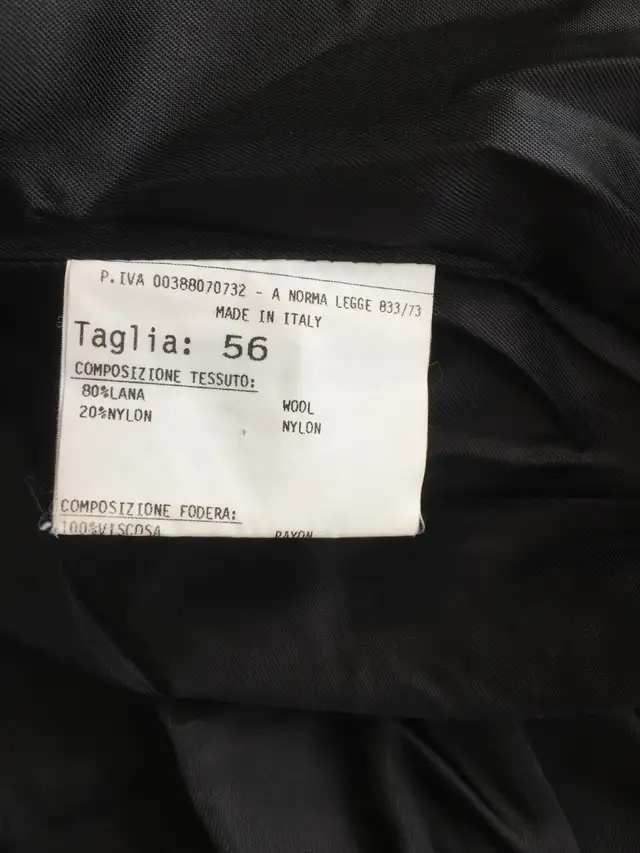 P.IVA 00388070732 - A NORMA LEGGE 833/73
MADE IN ITALY
Taglia: 56
COMPOSIZIONE TESSUTO:
80%LANA WOOL
20%NYLON NYLON
COMPOSIZIONE FODERA:
100%VISCOSA RAYON